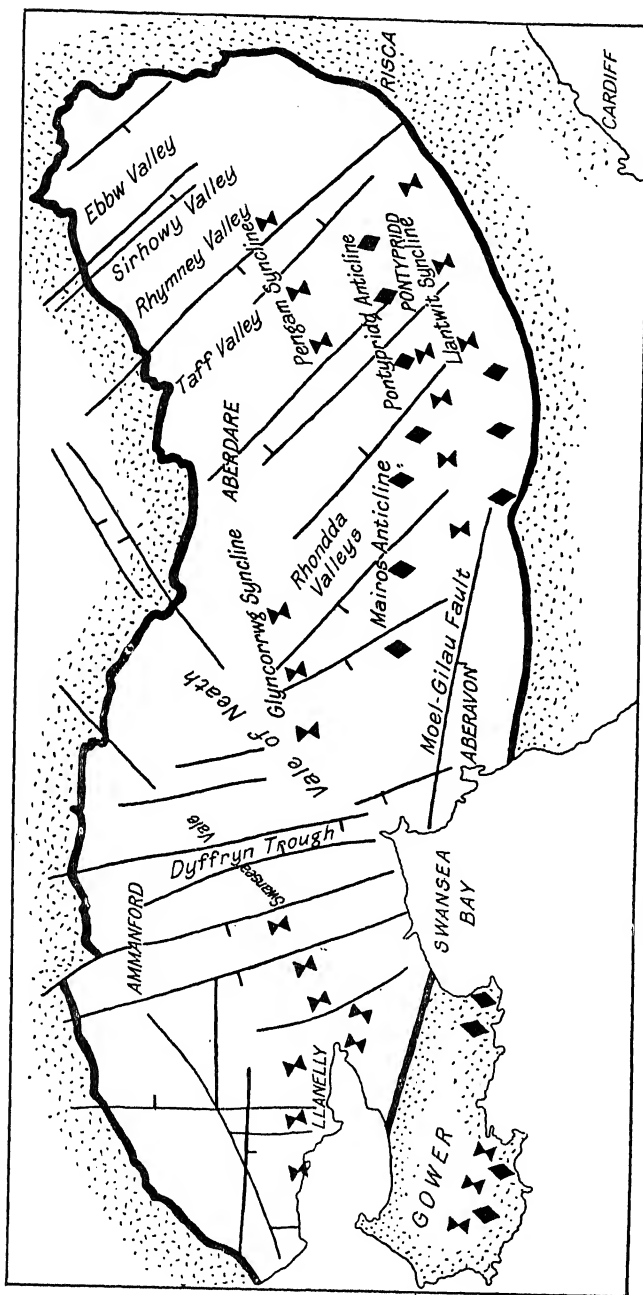 RISCA
CARDIFF
Ebbw Valley
Sirhowy Valley
Rhymney Valley
Taff Valley
Pengam Syncline
Pontypridd Anticline
PONTYPRIDD
Syncline
Llantwit
ABERDARE
Rhondda
Valleys
Mairos Anticline
Glyncorrwg Syncline
Vale of Neath
Moel-Gilau Fault
ABERAVON
Vale
Swansea
Dyffryn Trough
AMMANFORD
SWANSEA
BAY
LLANELLY
GOWER